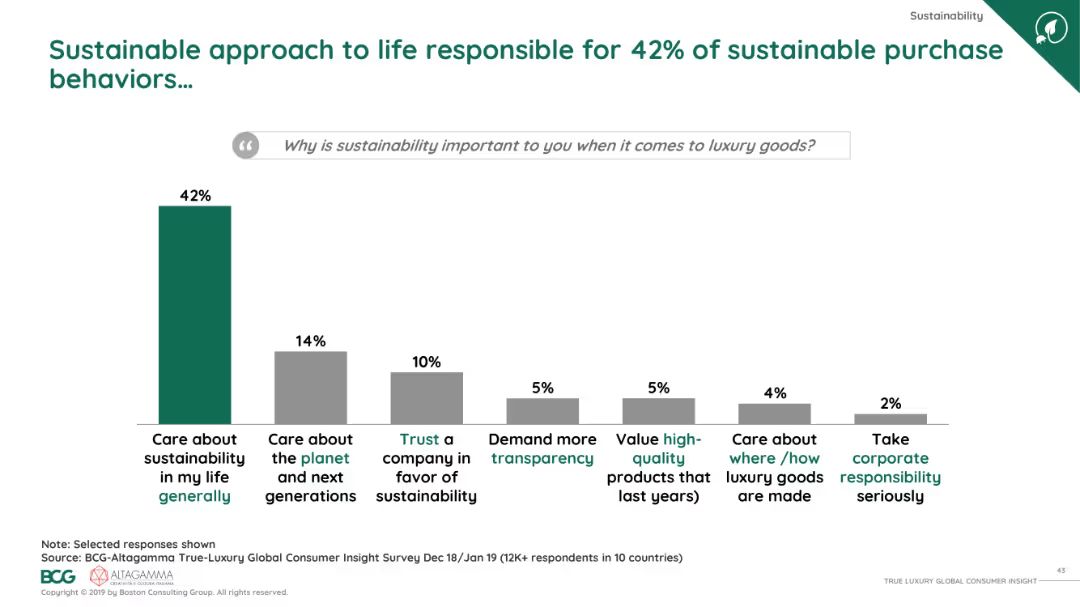 Sustainability
Sustainable approach to life responsible for 42% of sustainable purchase
behaviors...
“ Why is sustainability important to you when it comes to luxury goods?
42%
14%
10%
5%
5%
4%
2%
Care about
sustainability
in my life
generally
Care about
the planet
and next
generations
Trust a
company in
favor of
sustainability
Demand more
transparency
Value high-
quality
products that
last years)
Care about
where /how
luxury goods
are made
Take
corporate
responsibility
seriously
Note: Selected responses shown
Source: BCG-Altagamma True-Luxury Global Consumer Insight Survey Dec 18/Jan 19 (12K+ respondents in 10 countries)
BCG
ALTAGAMMA
CREATIVITÀ E CULTURA ITALIANA
Copyright © 2019 by Boston Consulting Group. All rights reserved.
43
TRUE LUXURY GLOBAL CONSUMER INSIGHT